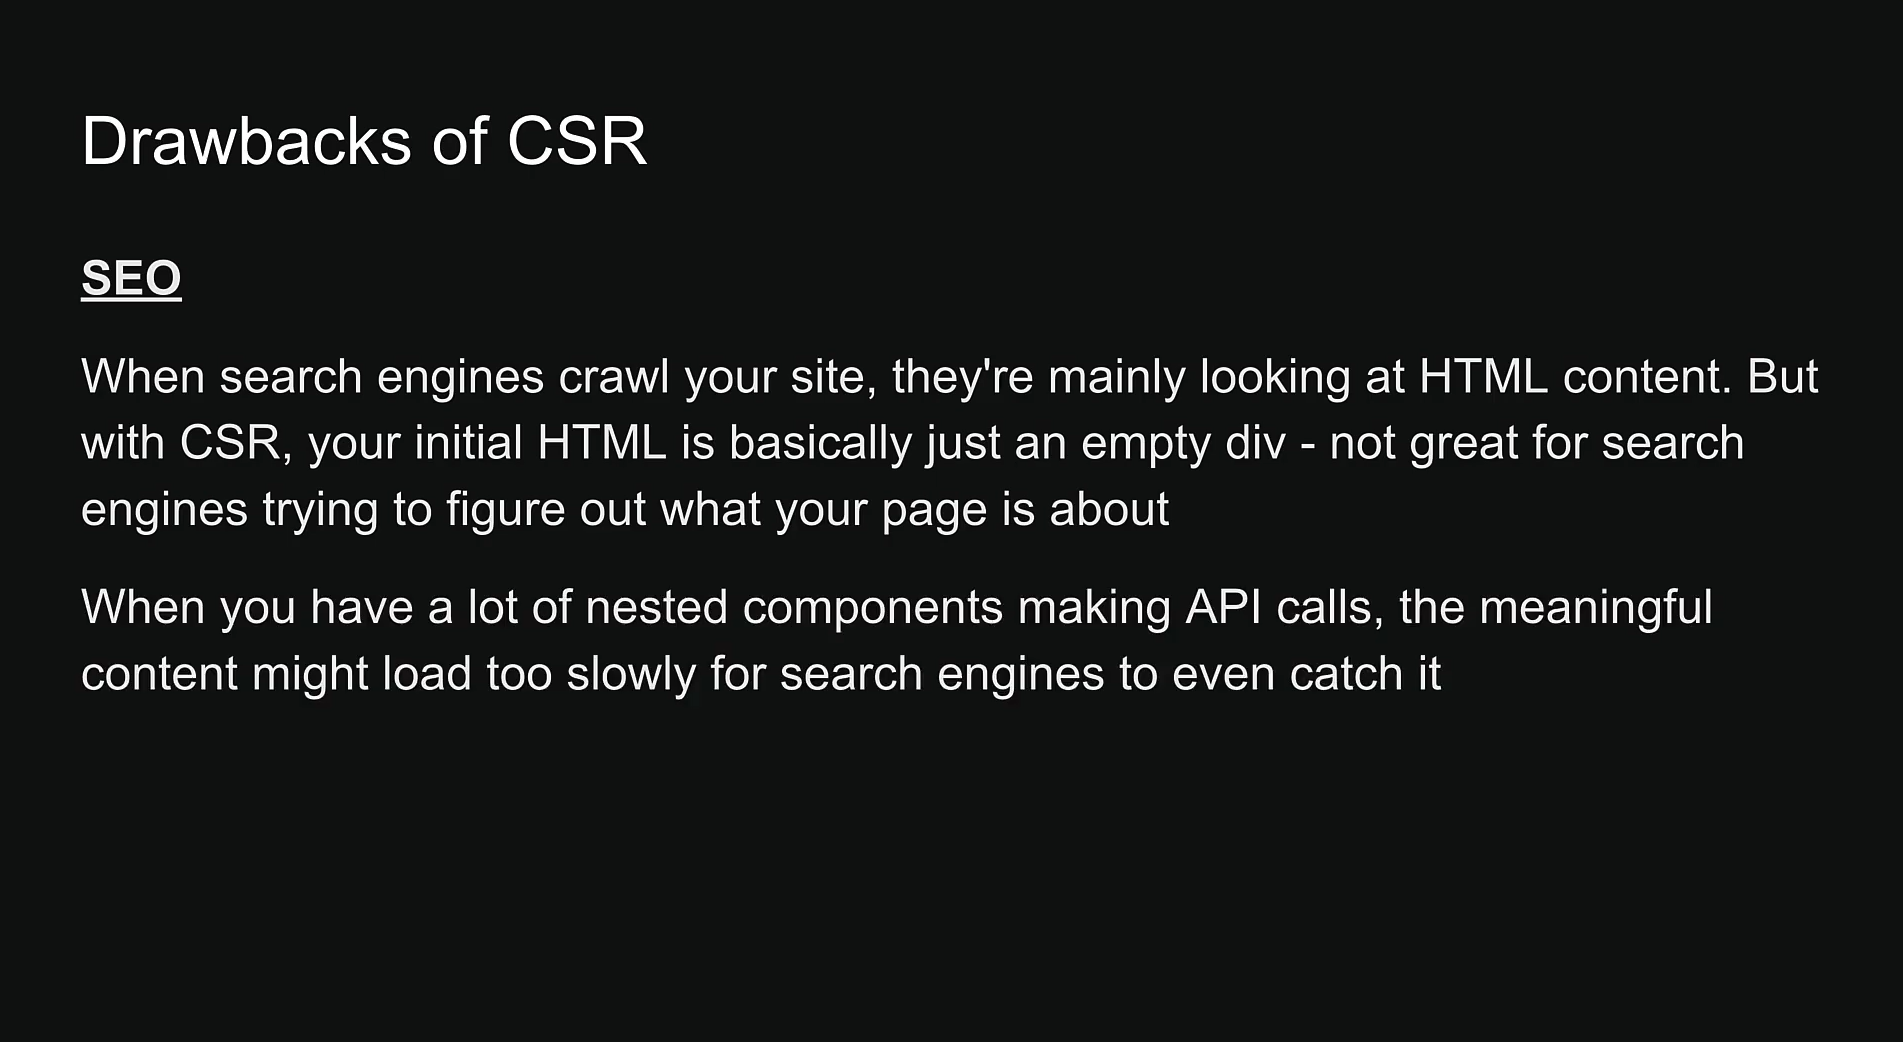 Drawbacks of CSR
SEO
When search engines crawl your site, they're mainly looking at HTML content. But
with CSR, your initial HTML is basically just an empty div - not great for search
engines trying to figure out what your page is about
When you have a lot of nested components making API calls, the meaningful
content might load too slowly for search engines to even catch it